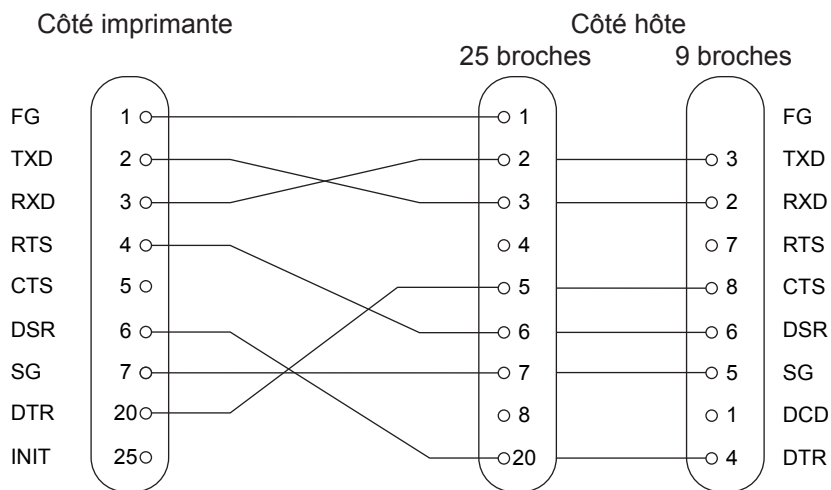 Côté imprimante Côté hôte
25 broches 9 broches
FG 1 1 FG
TXD 2 2 3 TXD
RXD 3 3 2 RXD
RTS 4 4 7 RTS
CTS 5 5 8 CTS
DSR 6 6 6 DSR
SG 7 7 5 SG
DTR 20 8 1 DCD
INIT 25 20 4 DTR